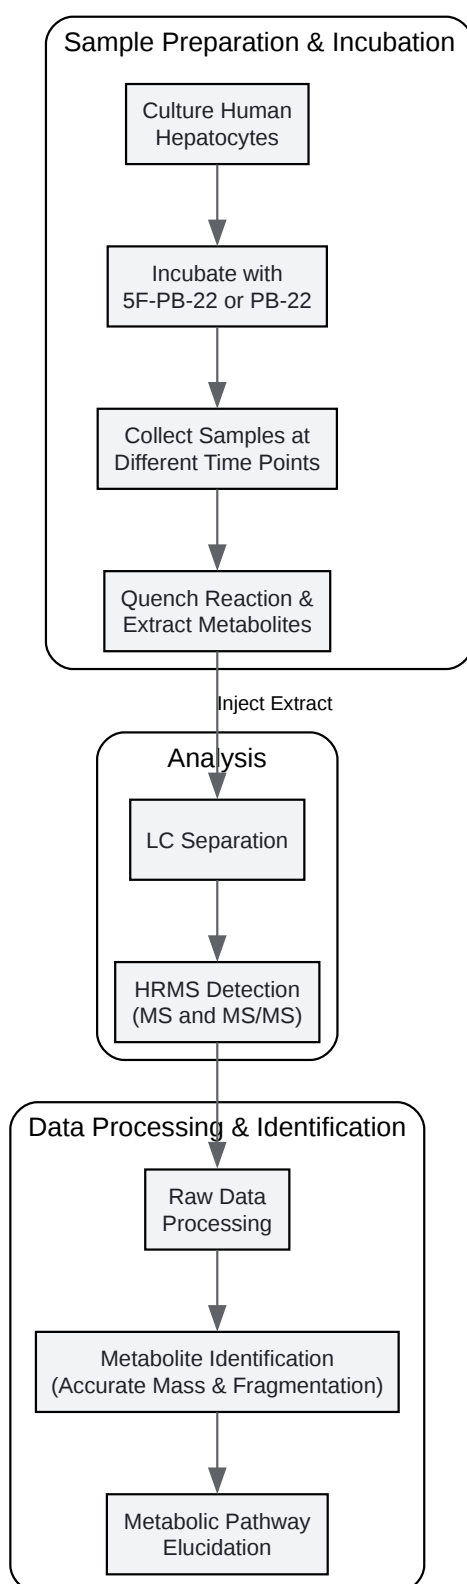 Sample Preparation & Incubation
Culture Human
Hepatocytes
Incubate with
5F-PB-22 or PB-22
Collect Samples at
Different Time Points
Quench Reaction &
Extract Metabolites
Inject Extract
Analysis
LC Separation
HRMS Detection
(MS and MS/MS)
Data Processing & Identification
Raw Data
Processing
Metabolite Identification
(Accurate Mass & Fragmentation)
Metabolic Pathway
Elucidation